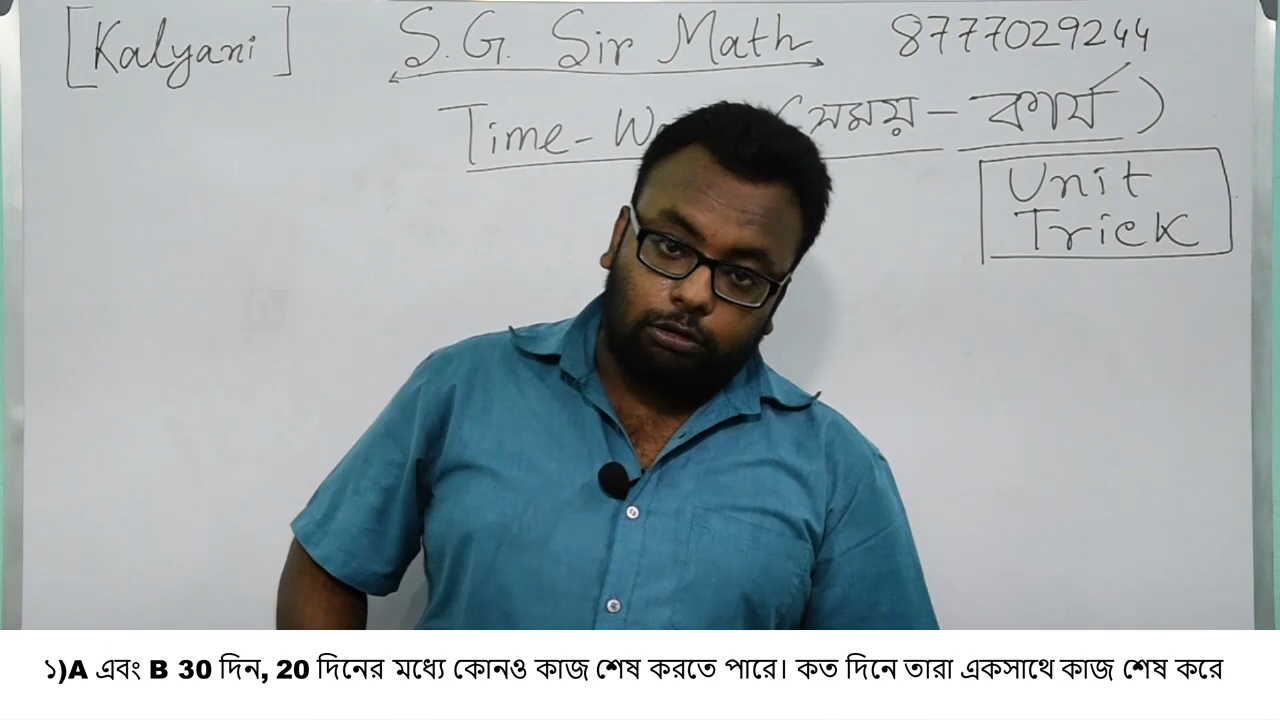 [Kalyani] S.G. Sir Math 8777029244
Time- (সময় - কার্য)
Unit
Trick
১)A এবং B 30 দিন, 20 দিনের মধ্যে কোনও কাজ শেষ করতে পারে। কত দিনে তারা একসাথে কাজ শেষ করে